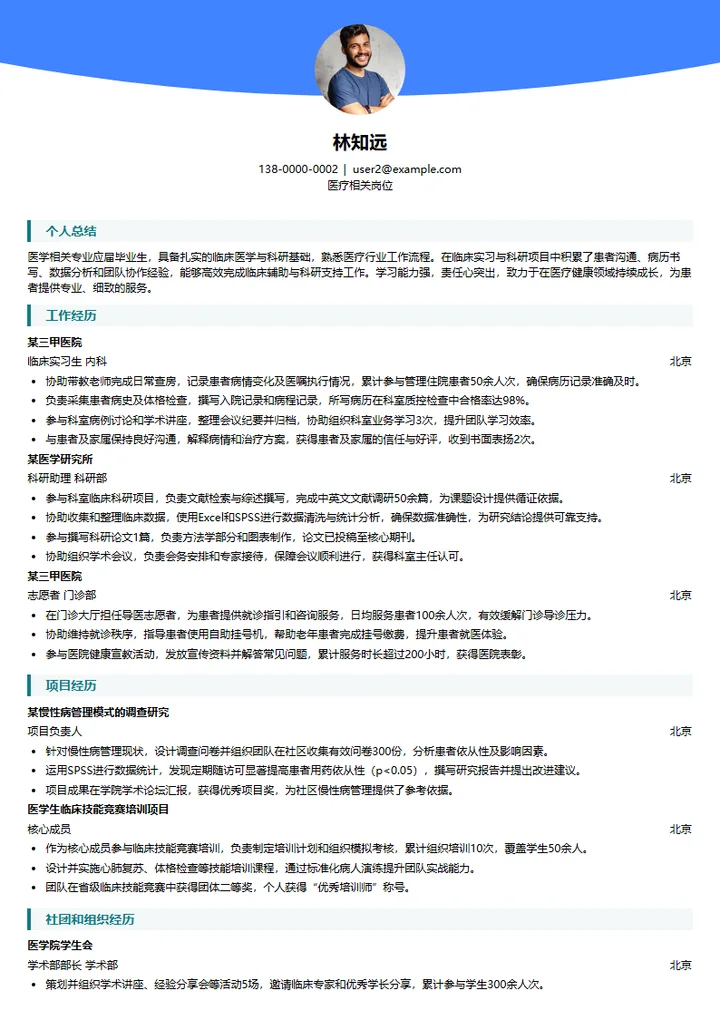 林知远
138-0000-0002 | user2@example.com
医疗相关岗位
个人总结
医学相关专业应届毕业生，具备扎实的临床医学与科研基础，熟悉医疗行业工作流程。在临床实习与科研项目中积累了患者沟通、病历书
写、数据分析和团队协作经验，能够高效完成临床辅助与科研支持工作。学习能力强，责任心突出，致力于在医疗健康领域持续成长，为患
者提供专业、细致的服务。
工作经历
某三甲医院
临床实习生 内科 北京
• 协助带教老师完成日常查房，记录患者病情变化及医嘱执行情况，累计参与管理住院患者50余人次，确保病历记录准确及时。
• 负责采集患者病史及体格检查，撰写入院记录和病程记录，所写病历在科室质控检查中合格率达98%。
• 参与科室病例讨论和学术讲座，整理会议纪要并归档，协助组织科室业务学习3次，提升团队学习效率。
• 与患者及家属保持良好沟通，解释病情和治疗方案，获得患者及家属的信任与好评，收到书面表扬2次。
某医学研究所
科研助理 科研部 北京
• 参与科室临床科研项目，负责文献检索与综述撰写，完成中英文文献调研50余篇，为课题设计提供循证依据。
• 协助收集和整理临床数据，使用Excel和SPSS进行数据清洗与统计分析，确保数据准确性，为研究结论提供可靠支持。
• 参与撰写科研论文1篇，负责方法学部分和图表制作，论文已投稿至核心期刊。
• 协助组织学术会议，负责会务安排和专家接待，保障会议顺利进行，获得科室主任认可。
某三甲医院
志愿者 门诊部 北京
• 在门诊大厅担任导医志愿者，为患者提供就诊指引和咨询服务，日均服务患者100余人次，有效缓解门诊导诊压力。
• 协助维持就诊秩序，指导患者使用自助挂号机，帮助老年患者完成挂号缴费，提升患者就医体验。
• 参与医院健康宣教活动，发放宣传资料并解答常见问题，累计服务时长超过200小时，获得医院表彰。
项目经历
某慢性病管理模式的调查研究
项目负责人 北京
• 针对慢性病管理现状，设计调查问卷并组织团队在社区收集有效问卷300份，分析患者依从性及影响因素。
• 运用SPSS进行数据统计，发现定期随访可显著提高患者用药依从性（p<0.05），撰写研究报告并提出改进建议。
• 项目成果在学院学术论坛汇报，获得优秀项目奖，为社区慢性病管理提供了参考依据。
医学生临床技能竞赛培训项目
核心成员 北京
• 作为核心成员参与临床技能竞赛培训，负责制定培训计划和组织模拟考核，累计组织培训10次，覆盖学生50余人。
• 设计并实施心肺复苏、体格检查等技能培训课程，通过标准化病人演练提升团队实战能力。
• 团队在省级临床技能竞赛中获得团体二等奖，个人获得“优秀培训师”称号。
社团和组织经历
医学院学生会
学术部部长 学术部 北京
• 策划并组织学术讲座、经验分享会等活动5场，邀请临床专家和优秀学长分享，累计参与学生300余人次。